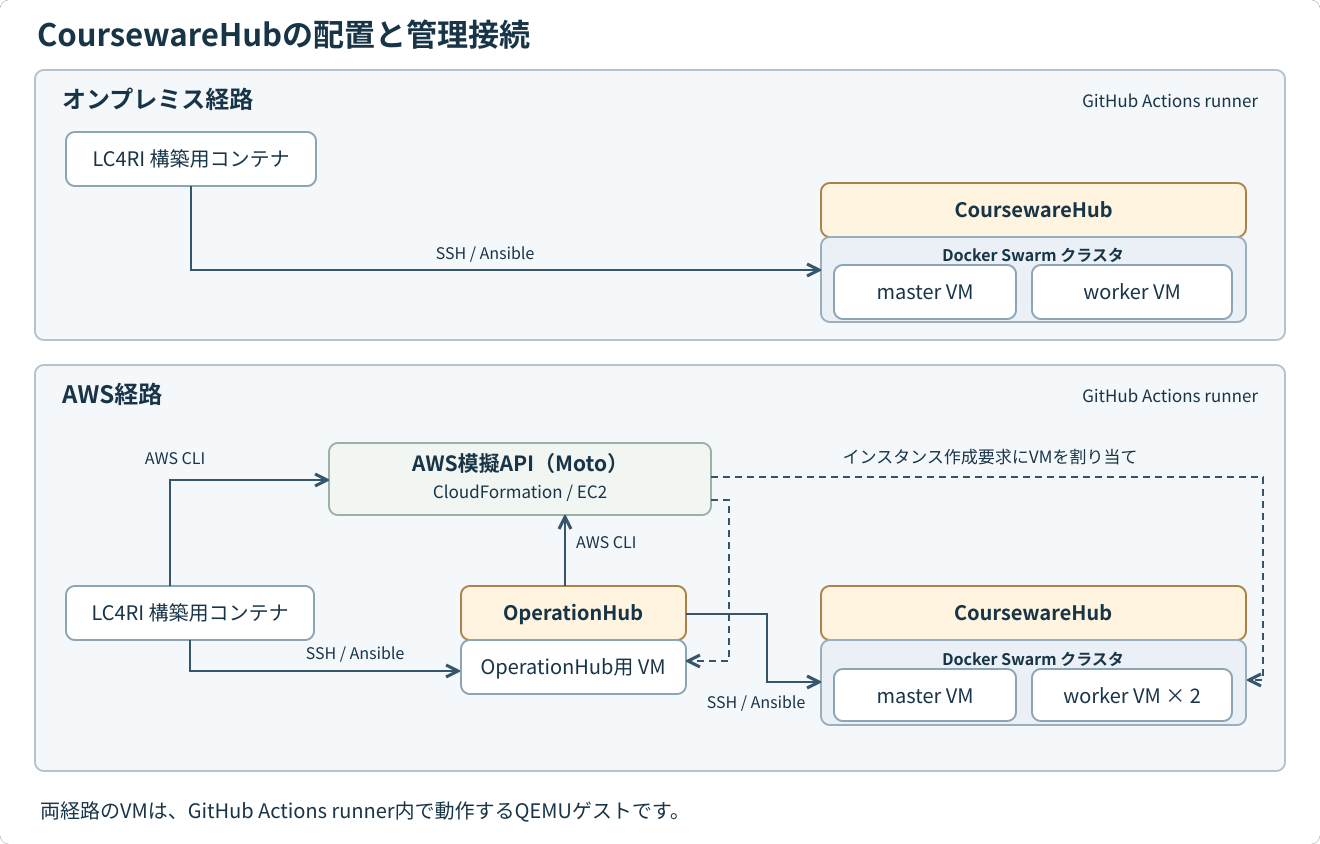 CoursewareHubの配置と管理接続
オンプレミス経路
GitHub Actions runner
LC4RI 構築用コンテナ
CoursewareHub
SSH / Ansible
Docker Swarm クラスタ
master VM
worker VM
AWS経路
GitHub Actions runner
AWS CLI
AWS模擬API（Moto）
CloudFormation / EC2
インスタンス作成要求にVMを割り当て
AWS CLI
LC4RI 構築用コンテナ
OperationHub
CoursewareHub
SSH / Ansible
OperationHub用 VM
Docker Swarm クラスタ
SSH / Ansible
master VM
worker VM × 2
両経路のVMは、GitHub Actions runner内で動作するQEMUゲストです。